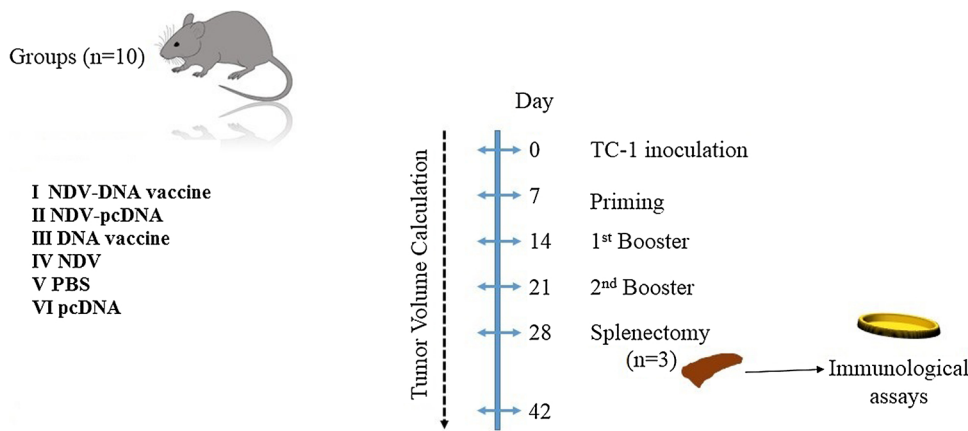 Groups (n=10)
I NDV-DNA vaccine
II NDV-pcDNA
III DNA vaccine
IV NDV
V PBS
VI pcDNA
Tumor Volume Calculation
Day
0 TC-1 inoculation
7 Priming
14 1st Booster
21 2nd Booster
28 Splenectomy
(n=3)
Immunological
assays
42